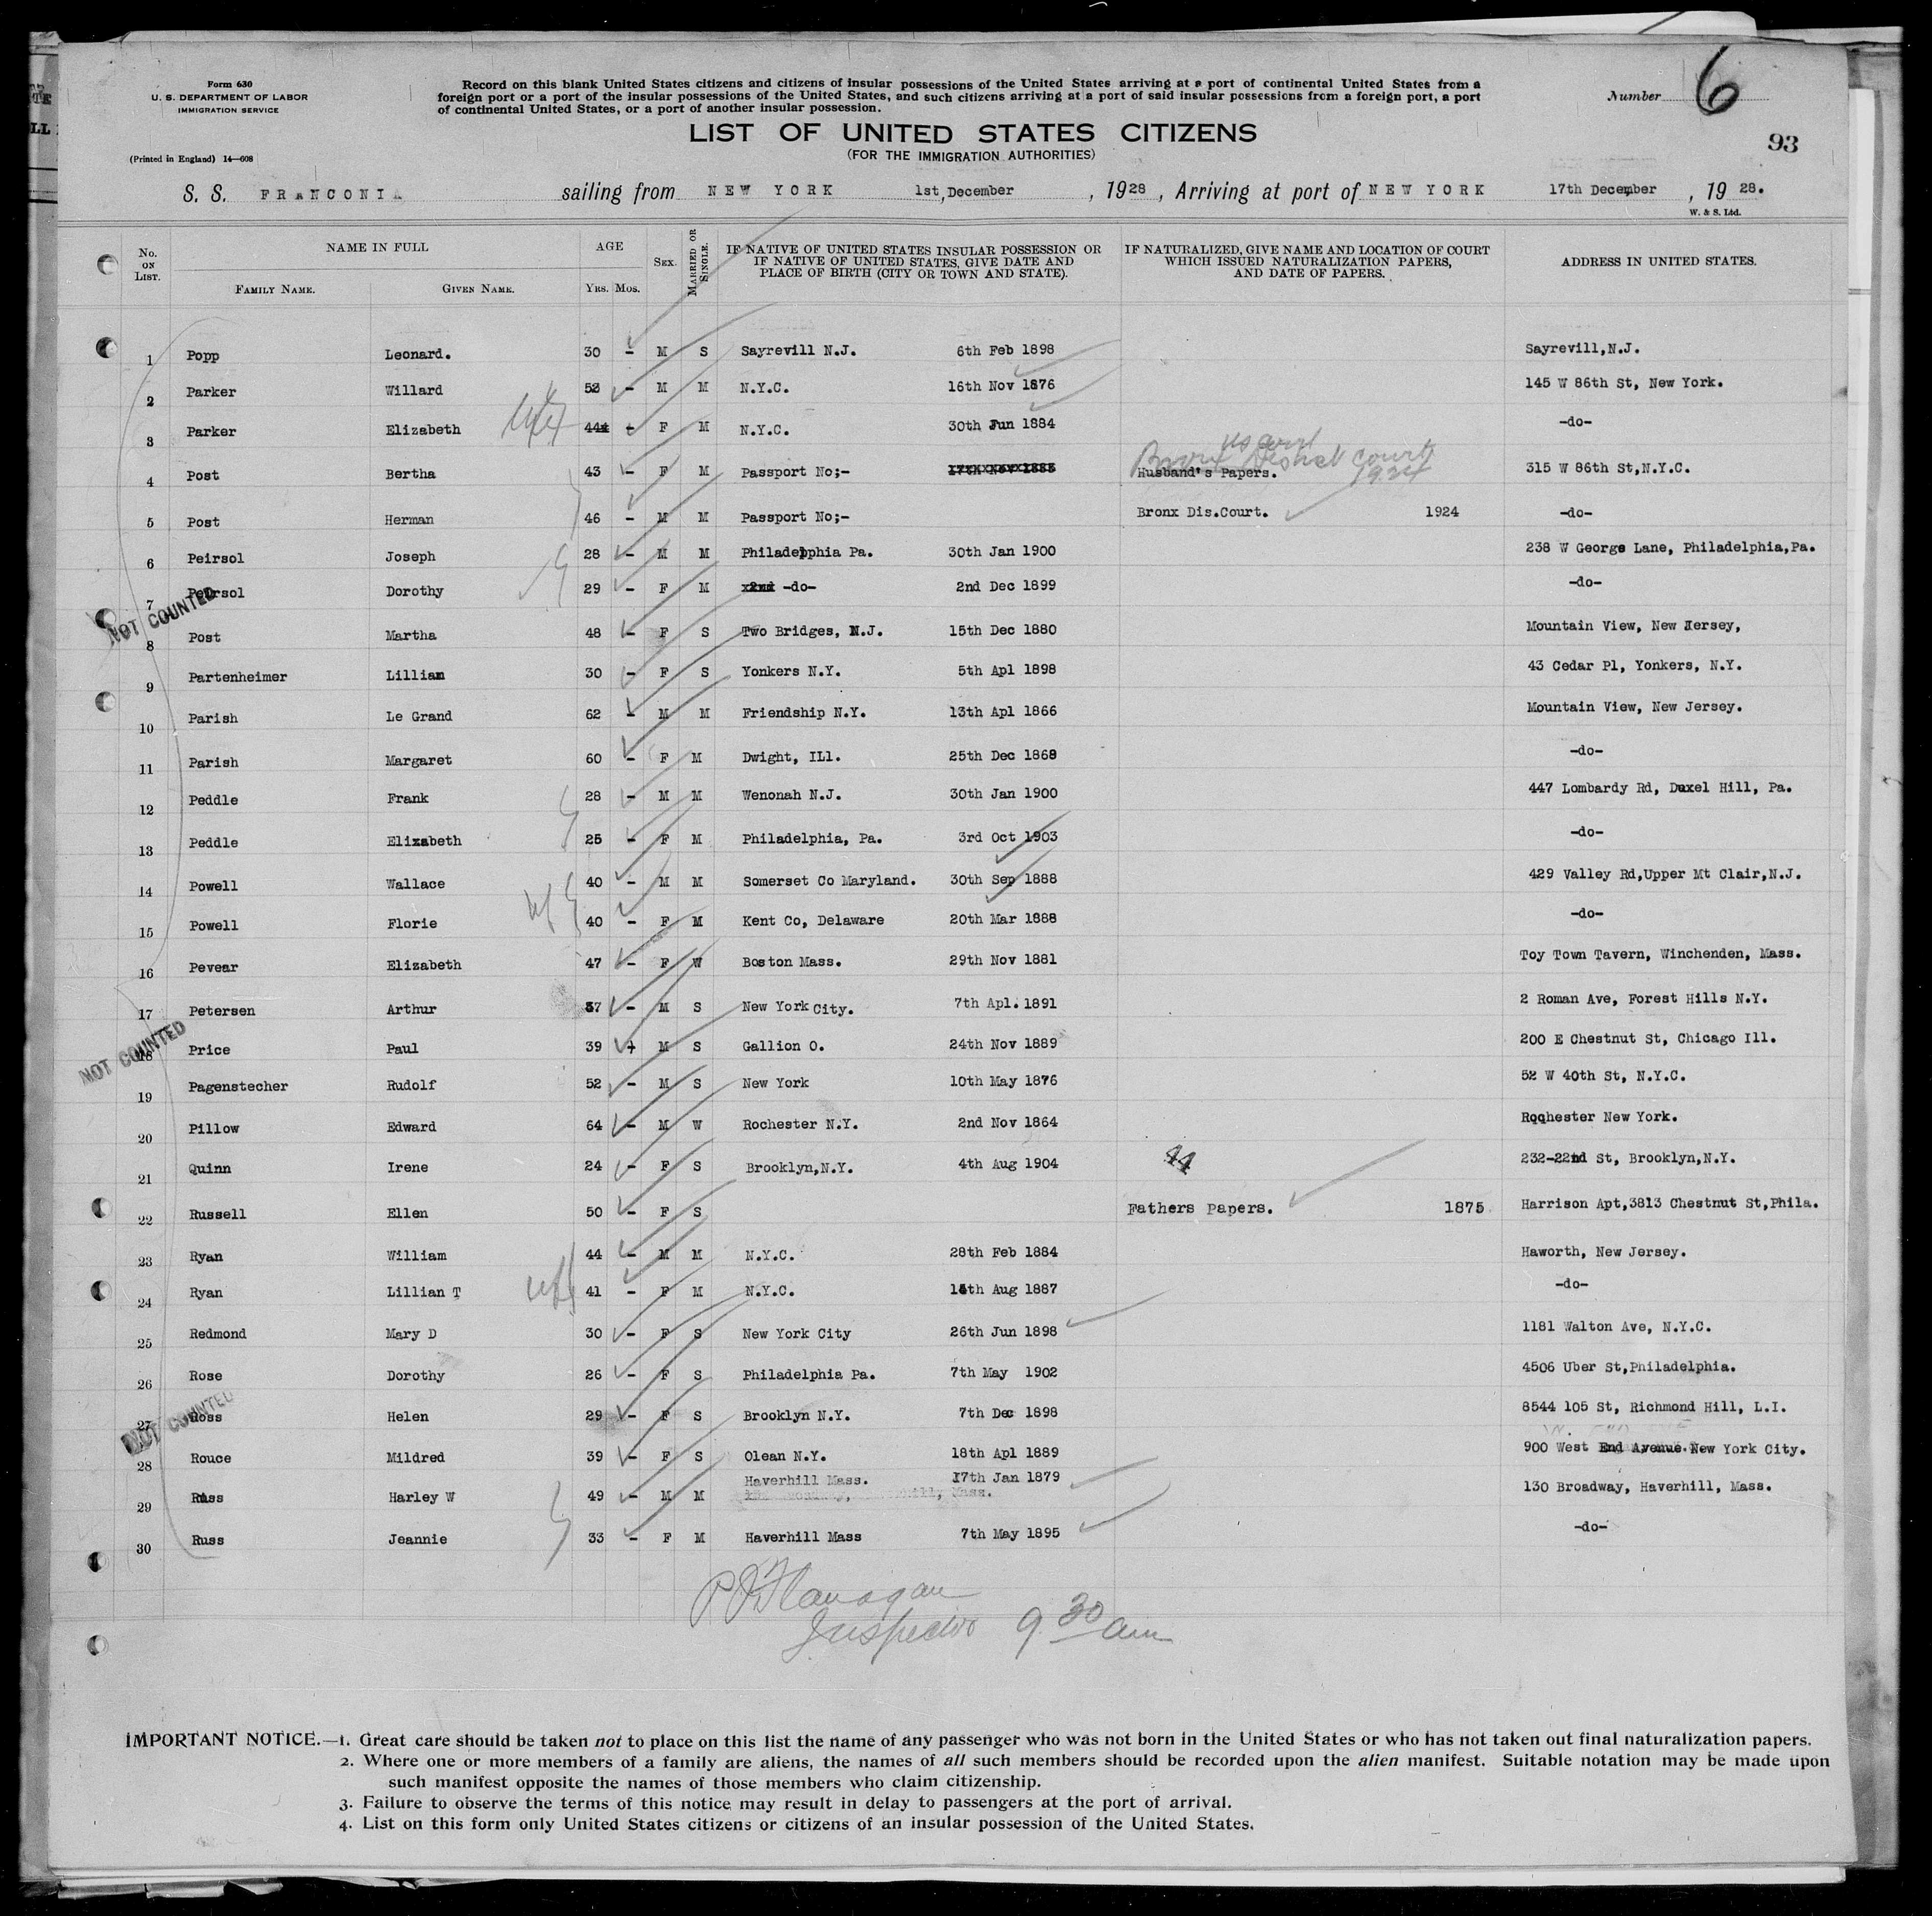 Form 630
U. S. DEPARTMENT OF LABOR
IMMIGRATION SERVICE
(Printed in England) 14—608
Record on this blank United States citizens and citizens of insular possessions of the United States arriving at a port of continental United States from a
foreign port or a port of the insular possessions of the United States, and such citizens arriving at a port of said insular possessions from a foreign port, a port
of continental United States, or a port of another insular possession.
Number 6
93
LIST OF UNITED STATES CITIZENS
(FOR THE IMMIGRATION AUTHORITIES)
S. S. FRANCONIA sailing from NEW YORK 1st, December, 1928, Arriving at port of NEW YORK 17th December, 1928.
W. & S. Ltd.
No. ON LIST. NAME IN FULL FAMILY NAME. GIVEN NAME. AGE YRS. MOS. SEX. MARRIED OR SINGLE. IF NATIVE OF UNITED STATES INSULAR POSSESSION OR IF NATIVE OF UNITED STATES, GIVE DATE AND PLACE OF BIRTH (CITY OR TOWN AND STATE). IF NATURALIZED, GIVE NAME AND LOCATION OF COURT WHICH ISSUED NATURALIZATION PAPERS, AND DATE OF PAPERS. ADDRESS IN UNITED STATES.
1 Popp Leonard. 30 – M S Sayrevill N.J. 6th Feb 1898 Sayrevill,N.J.
2 Parker Willard 52 – M M N.Y.C. 16th Nov 1876 145 W 86th St, New York.
3 Parker Elizabeth 44 – F M N.Y.C. 30th Jun 1884 –do–
US Court
Bronx District Court 1924
4 Post Bertha 43 – F M Passport No;– 17th Nov 1885 Husband's Papers. 315 W 86th St,N.Y.C.
5 Post Herman 46 – M M Passport No;– Bronx Dis.Court. 1924 –do–
6 Peirsol Joseph 28 – M M Philadelphia Pa. 30th Jan 1900 238 W George Lane, Philadelphia,Pa.
7 Peirsol Dorothy 29 – F M x2nd –do– 2nd Dec 1899 –do–
NOT COUNTED
8 Post Martha 48 – F S Two Bridges, N.J. 15th Dec 1880 Mountain View, New Jersey,
9 Partenheimer Lillian 30 – F S Yonkers N.Y. 5th Apl 1898 43 Cedar Pl, Yonkers, N.Y.
10 Parish Le Grand 62 – M M Friendship N.Y. 13th Apl 1866 Mountain View, New Jersey.
11 Parish Margaret 60 – F M Dwight, ILl. 25th Dec 1868 –do–
12 Peddle Frank 28 – M M Wenonah N.J. 30th Jan 1900 447 Lombardy Rd, Dexel Hill, Pa.
13 Peddle Elizabeth 25 – F M Philadelphia, Pa. 3rd Oct 1903 –do–
14 Powell Wallace 40 – M M Somerset Co Maryland. 30th Sep 1888 429 Valley Rd,Upper Mt Clair,N.J.
15 Powell Florie 40 – F M Kent Co, Delaware 20th Mar 1888 –do–
16 Pevear Elizabeth 47 – F W Boston Mass. 29th Nov 1881 Toy Town Tavern, Winchenden, Mass.
17 Petersen Arthur 37 – M S New York City. 7th Apl. 1891 2 Roman Ave, Forest Hills N.Y.
NOT COUNTED
18 Price Paul 39 – M S Gallion O. 24th Nov 1889 200 E Chestnut St, Chicago Ill.
19 Pagenstecher Rudolf 52 – M S New York 10th May 1876 52 W 40th St, N.Y.C.
20 Pillow Edward 64 – M W Rochester N.Y. 2nd Nov 1864 Rochester New York.
21 Quinn Irene 24 – F S Brooklyn,N.Y. 4th Aug 1904 44 232-22nd St, Brooklyn,N.Y.
22 Russell Ellen 50 – F S Fathers Papers. 1875 Harrison Apt,3813 Chestnut St,Phila.
23 Ryan William 44 – M M N.Y.C. 28th Feb 1884 Haworth, New Jersey.
24 Ryan Lillian T 41 – F M N.Y.C. 15th Aug 1887 –do–
25 Redmond Mary D 30 – F S New York City 26th Jun 1898 1181 Walton Ave, N.Y.C.
26 Rose Dorothy 26 – F S Philadelphia Pa. 7th May 1902 4506 Uber St,Philadelphia.
27 Ross Helen 29 – F S Brooklyn N.Y. 7th Dec 1898 8544 105 St, Richmond Hill, L.I.
NOT COUNTED
28 Rouce Mildred 39 – F S Olean N.Y. 18th Apl 1889 900 West End Avenue. New York City.
29 Russ Harley W 49 – M M Haverhill Mass. 17th Jan 1879 130 Broadway, Haverhill, Mass.
30 Russ Jeannie 33 – F M Haverhill Mass 7th May 1895 –do–
P J Flanagan
Inspector 9 30 am
IMPORTANT NOTICE.—1. Great care should be taken not to place on this list the name of any passenger who was not born in the United States or who has not taken out final naturalization papers.
2. Where one or more members of a family are aliens, the names of all such members should be recorded upon the alien manifest. Suitable notation may be made upon
such manifest opposite the names of those members who claim citizenship.
3. Failure to observe the terms of this notice may result in delay to passengers at the port of arrival.
4. List on this form only United States citizens or citizens of an insular possession of the United States.